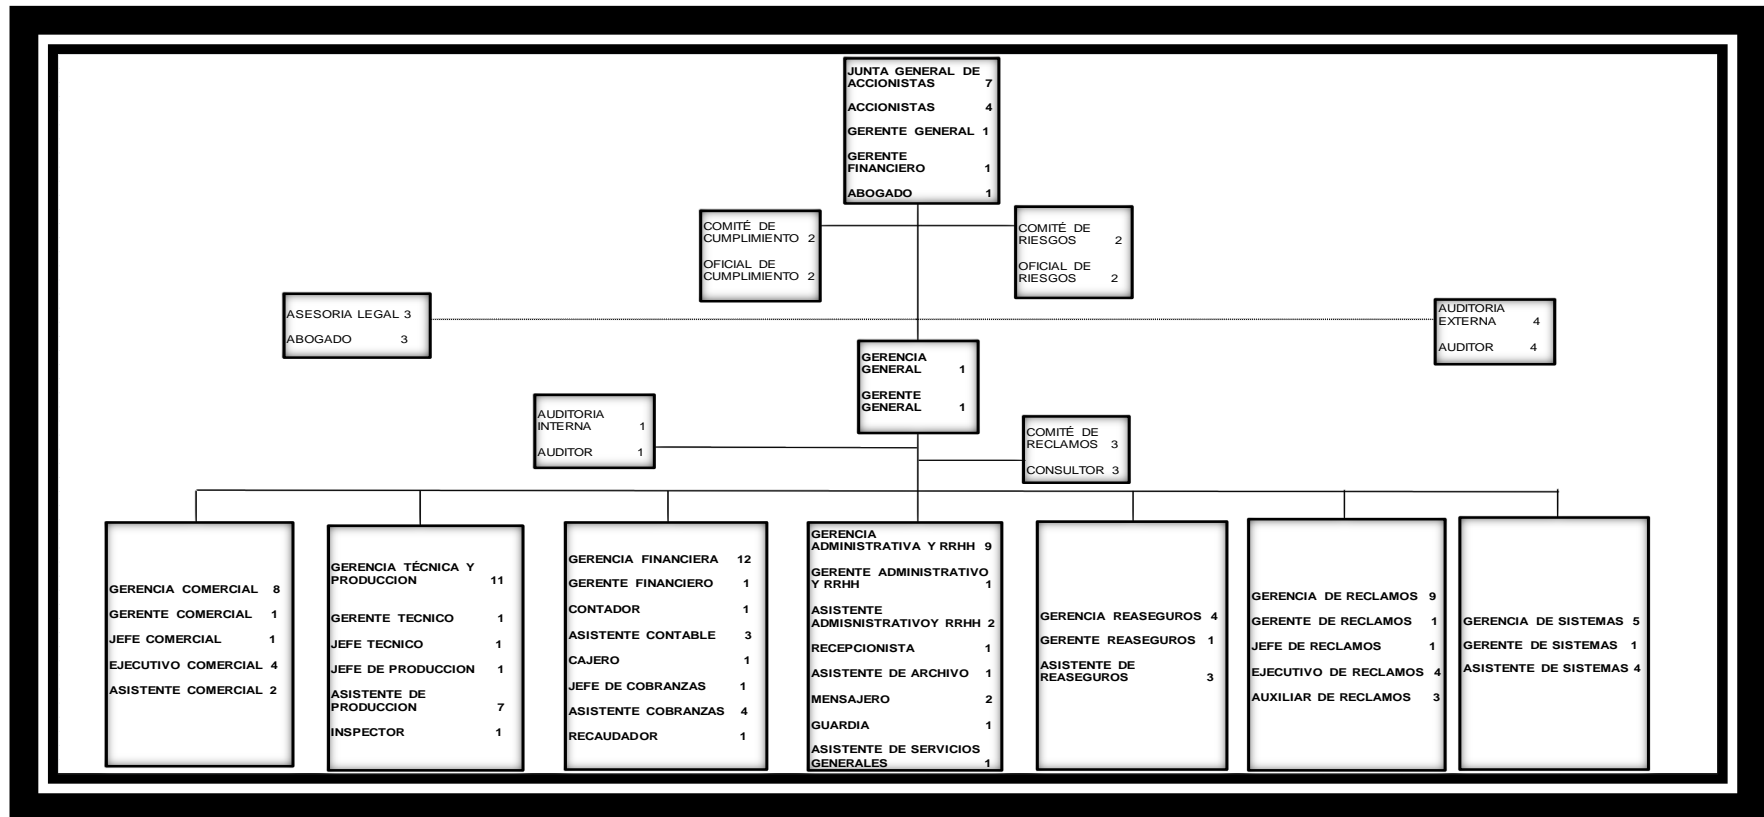 JUNTA GENERAL DE
ACCIONISTAS 7
ACCIONISTAS 4
GERENTE GENERAL 1
GERENTE
FINANCIERO 1
ABOGADO 1
COMITÉ DE
CUMPLIMIENTO 2
OFICIAL DE
CUMPLIMIENTO 2
COMITÉ DE
RIESGOS 2
OFICIAL DE
RIESGOS 2
ASESORIA LEGAL 3
ABOGADO 3
AUDITORIA
EXTERNA 4
AUDITOR 4
GERENCIA
GENERAL 1
GERENTE
GENERAL 1
AUDITORIA
INTERNA 1
AUDITOR 1
COMITÉ DE
RECLAMOS 3
CONSULTOR 3
GERENCIA COMERCIAL 8
GERENTE COMERCIAL 1
JEFE COMERCIAL 1
EJECUTIVO COMERCIAL 4
ASISTENTE COMERCIAL 2
GERENCIA TÉCNICA Y
PRODUCCION 11
GERENTE TECNICO 1
JEFE TECNICO 1
JEFE DE PRODUCCION 1
ASISTENTE DE
PRODUCCION 7
INSPECTOR 1
GERENCIA FINANCIERA 12
GERENTE FINANCIERO 1
CONTADOR 1
ASISTENTE CONTABLE 3
CAJERO 1
JEFE DE COBRANZAS 1
ASISTENTE COBRANZAS 4
RECAUDADOR 1
GERENCIA
ADMINISTRATIVA Y RRHH 9
GERENTE ADMINISTRATIVO
Y RRHH 1
ASISTENTE
ADMISNISTRATIVOY RRHH 2
RECEPCIONISTA 1
ASISTENTE DE ARCHIVO 1
MENSAJERO 2
GUARDIA 1
ASISTENTE DE SERVICIOS
GENERALES 1
GERENCIA REASEGUROS 4
GERENTE REASEGUROS 1
ASISTENTE DE
REASEGUROS 3
GERENCIA DE RECLAMOS 9
GERENTE DE RECLAMOS 1
JEFE DE RECLAMOS 1
EJECUTIVO DE RECLAMOS 4
AUXILIAR DE RECLAMOS 3
GERENCIA DE SISTEMAS 5
GERENTE DE SISTEMAS 1
ASISTENTE DE SISTEMAS 4